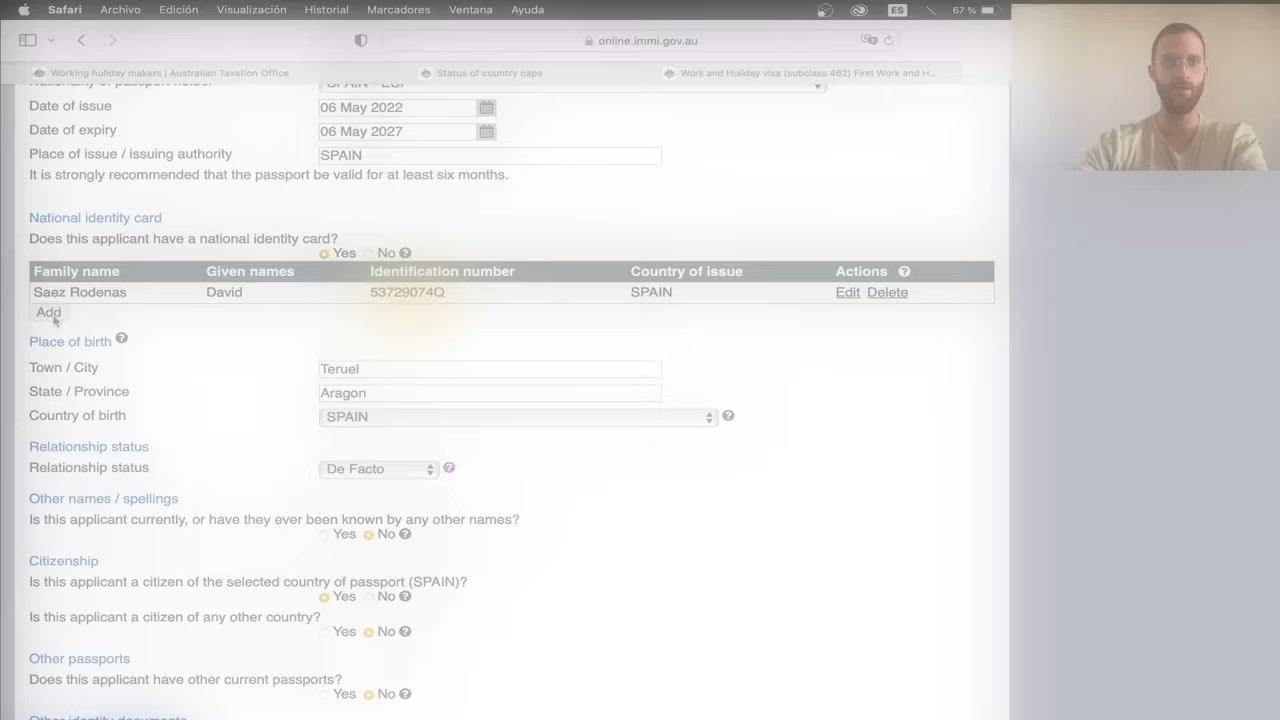 Safari Archivo Edición Visualización Historial Marcadores Ventana Ayuda ES 67 %
online.immi.gov.au
Working holiday makers | Australian Taxation Office Status of country caps Work and Holiday visa (subclass 462) First Work and H...
Nationality of passport holder
Date of issue 06 May 2022
Date of expiry 06 May 2027
Place of issue / issuing authority SPAIN
It is strongly recommended that the passport be valid for at least six months.
National identity card
Does this applicant have a national identity card?
Yes No
Family name Given names Identification number Country of issue Actions
Saez Rodenas David 53729074Q SPAIN Edit Delete
Add
Place of birth
Town / City Teruel
State / Province Aragon
Country of birth SPAIN
Relationship status
Relationship status De Facto
Other names / spellings
Is this applicant currently, or have they ever been known by any other names?
Yes No
Citizenship
Is this applicant a citizen of the selected country of passport (SPAIN)?
Yes No
Is this applicant a citizen of any other country?
Yes No
Other passports
Does this applicant have other current passports?
Yes No
Other identity documents